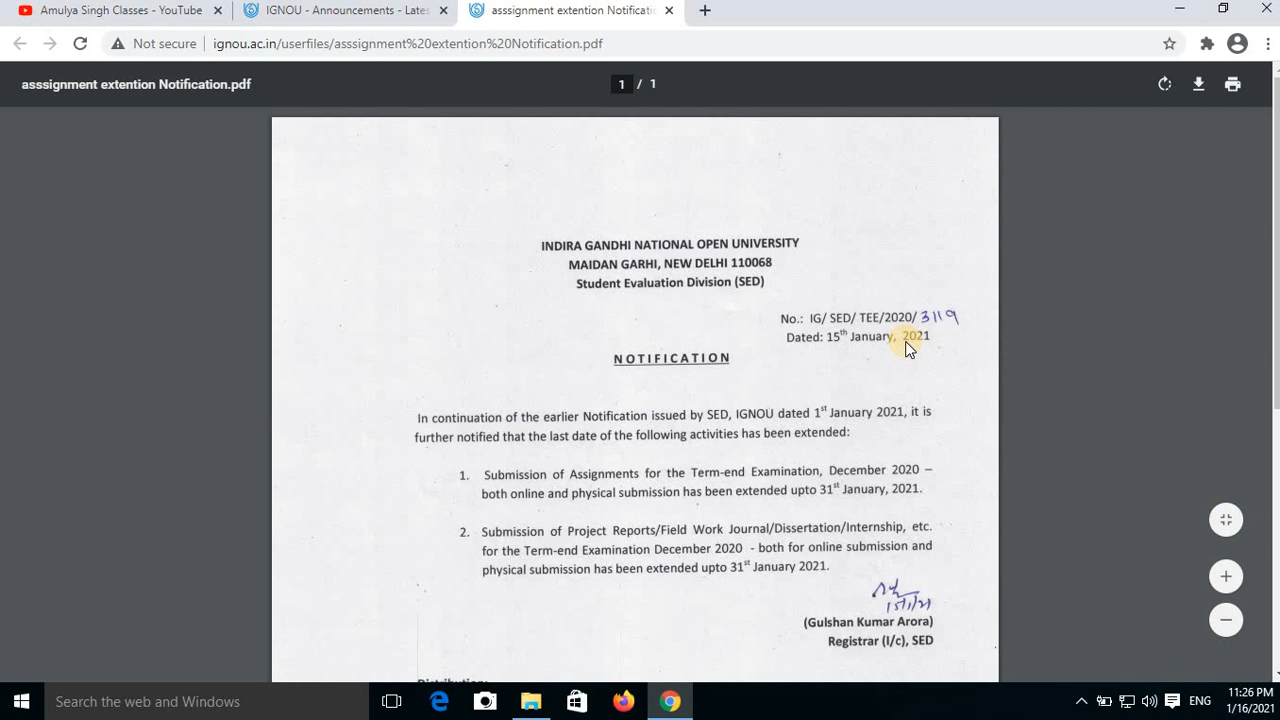 Amulya Singh Classes - YouTube
IGNOU - Announcements - Lates
asssignment extention Notificatio
Not secure
ignou.ac.in/userfiles/asssignment%20extention%20Notification.pdf
asssignment extention Notification.pdf
1 / 1
INDIRA GANDHI NATIONAL OPEN UNIVERSITY
MAIDAN GARHI, NEW DELHI 110068
Student Evaluation Division (SED)
No.: IG/ SED/ TEE/2020/ 3119
Dated: 15th January, 2021
NOTIFICATION
In continuation of the earlier Notification issued by SED, IGNOU dated 1st January 2021, it is
further notified that the last date of the following activities has been extended:
1. Submission of Assignments for the Term-end Examination, December 2020 –
both online and physical submission has been extended upto 31st January, 2021.
2. Submission of Project Reports/Field Work Journal/Dissertation/Internship, etc.
for the Term-end Examination December 2020 - both for online submission and
physical submission has been extended upto 31st January 2021.
15/1/21
(Gulshan Kumar Arora)
Registrar (I/c), SED
Distribution:
Search the web and Windows
ENG
11:26 PM
1/16/2021